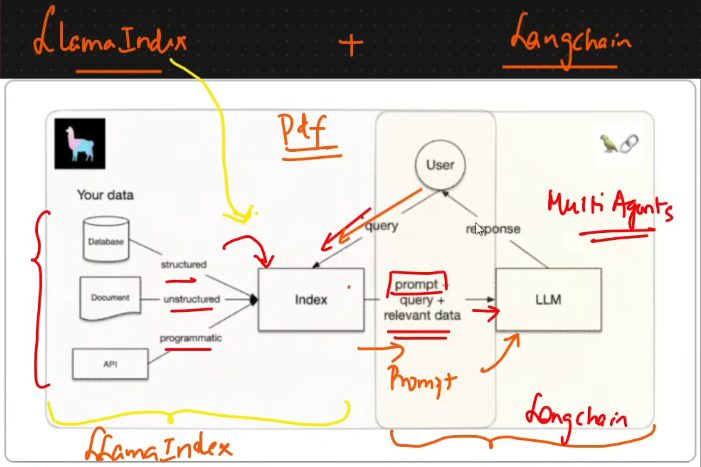 LlamaIndex + Langchain
Pdf
User
Your data
Multi Agents
Database
query
response
structured
Document
unstructured
Index
prompt +
query +
relevant data
LLM
programmatic
API
Prompt
Langchain
LLamaIndex